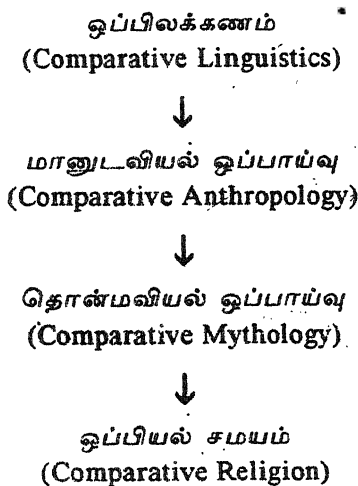 ஒப்பிலக்கணம்
(Comparative Linguistics)
↓
மானுடவியல் ஒப்பாய்வு
(Comparative Anthropology)
↓
தொன்மவியல் ஒப்பாய்வு
(Comparative Mythology)
↓
ஒப்பியல் சமயம்
(Comparative Religion)